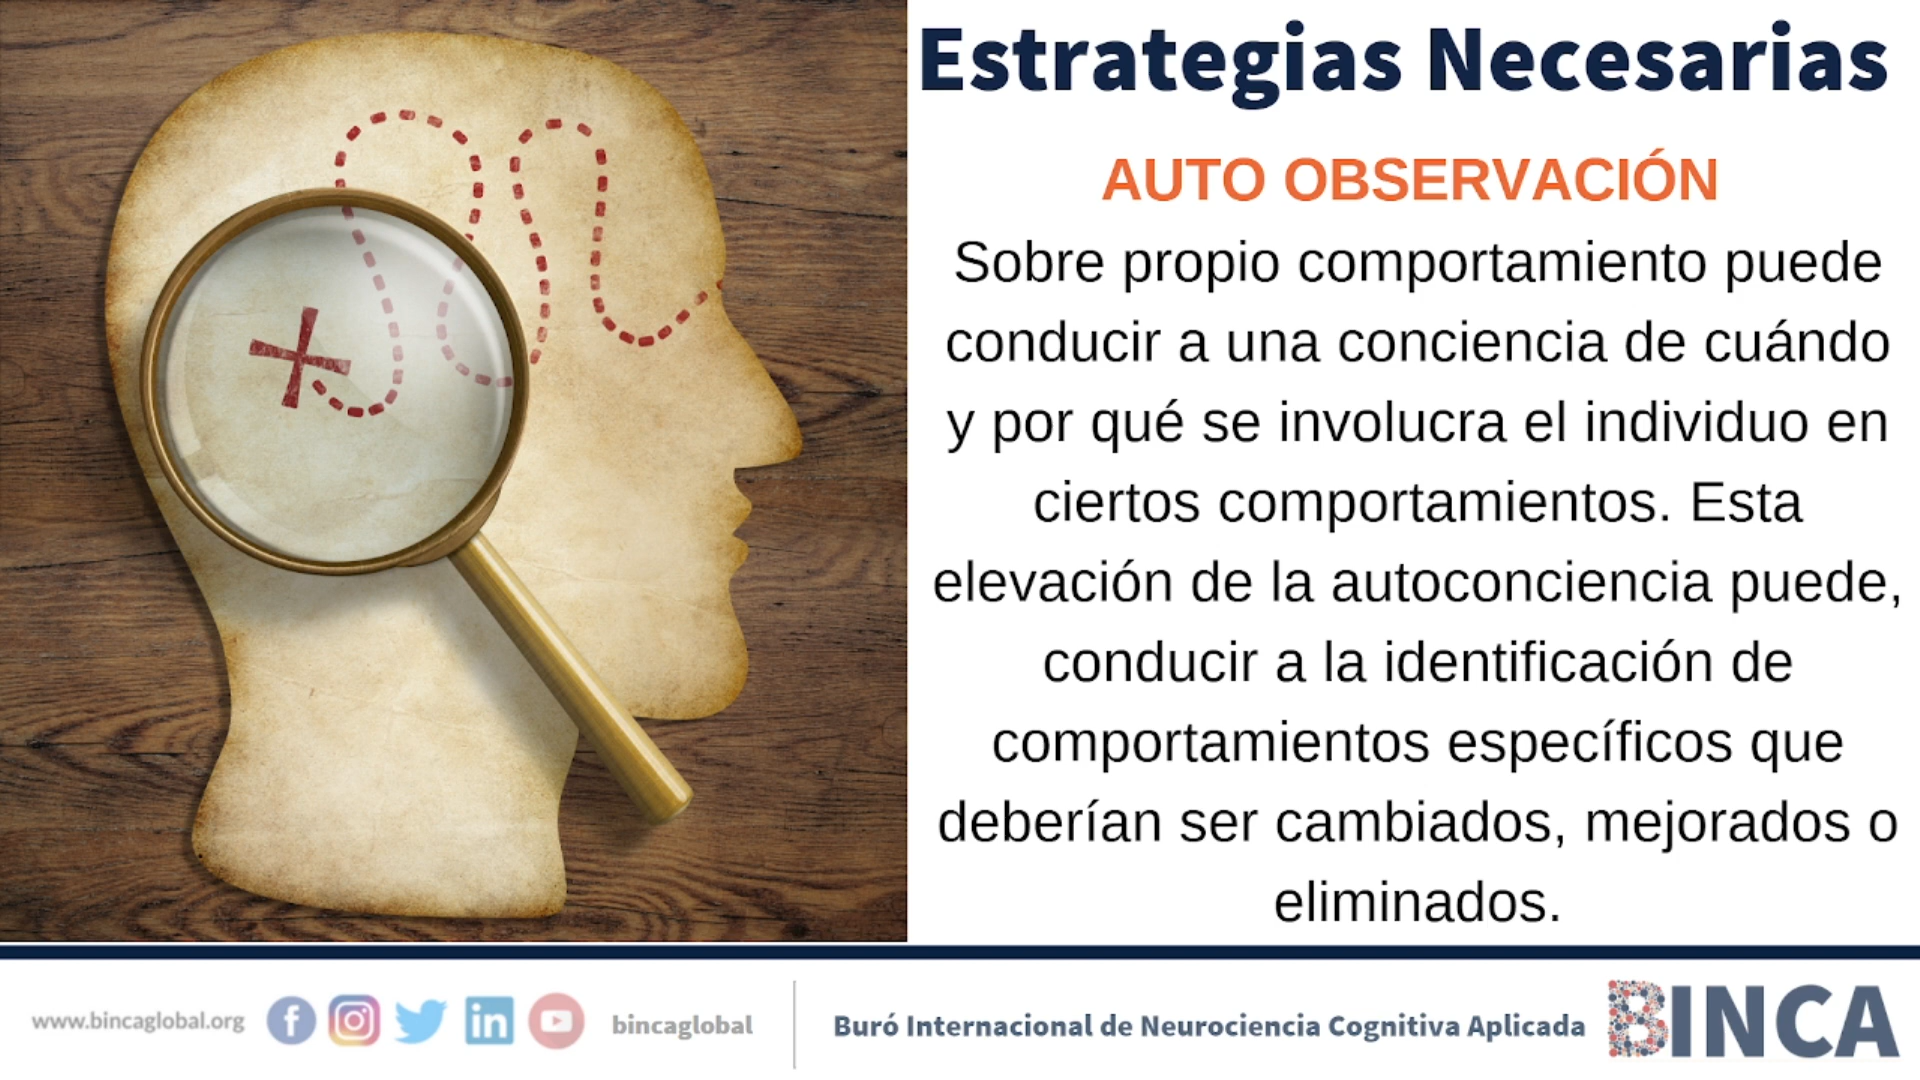 Estrategias Necesarias
AUTO OBSERVACIÓN
Sobre propio comportamiento puede
conducir a una conciencia de cuándo
y por qué se involucra el individuo en
ciertos comportamientos. Esta
elevación de la autoconciencia puede,
conducir a la identificación de
comportamientos específicos que
deberían ser cambiados, mejorados o
eliminados.
www.bincaglobal.org
bincaglobal
Buró Internacional de Neurociencia Cognitiva Aplicada
BINCA